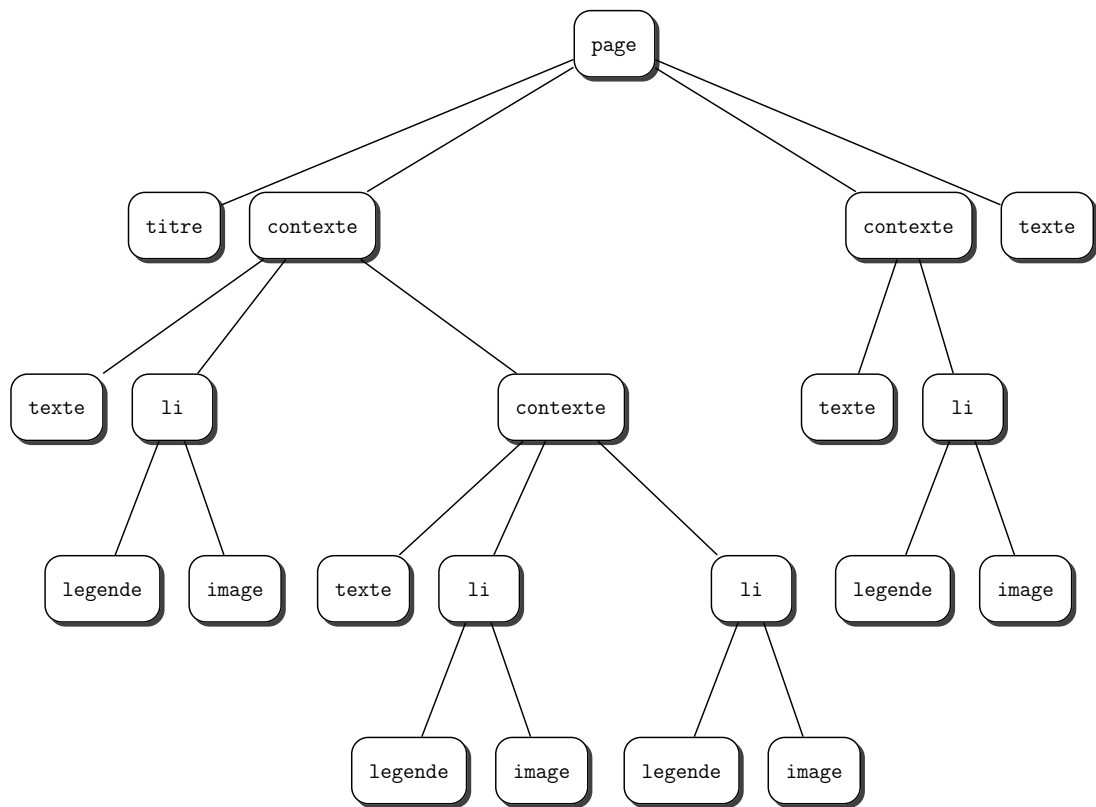 page
titre contexte contexte texte
texte li contexte texte li
legende image texte li li legende image
legende image legende image